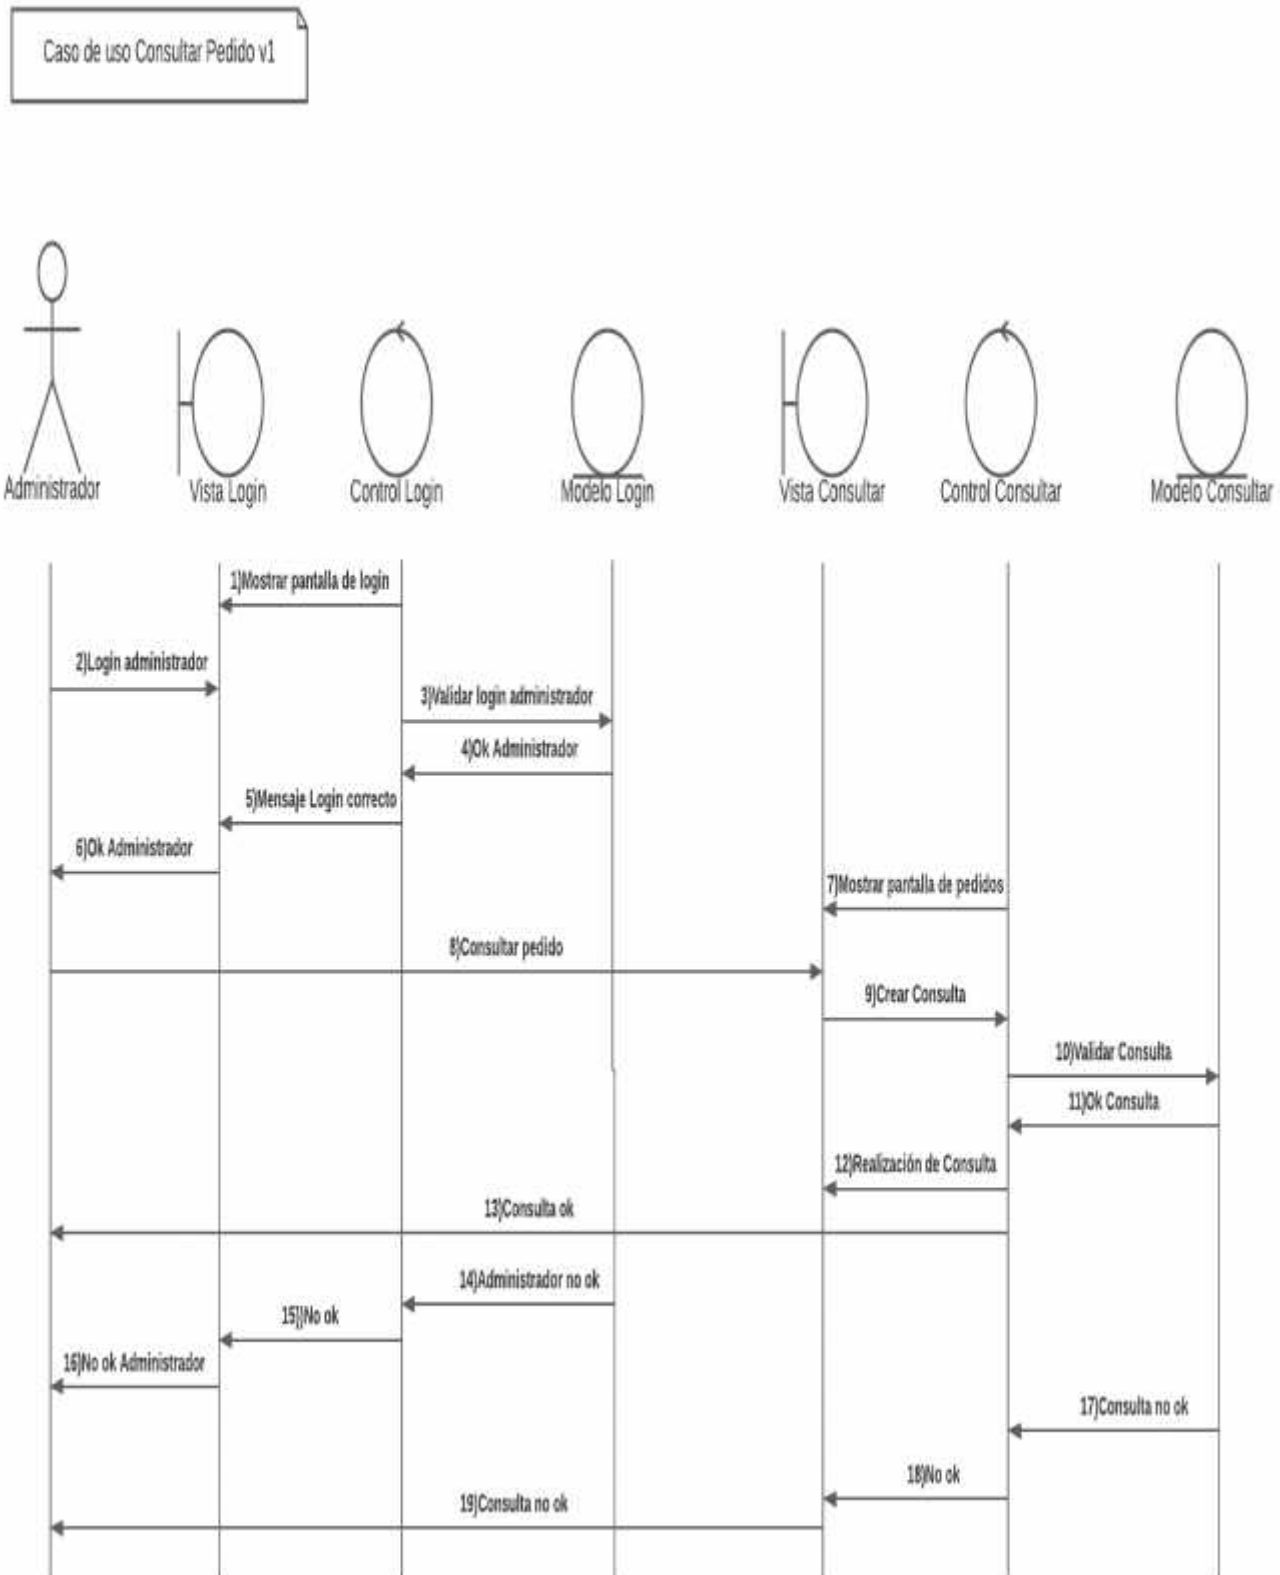 Caso de uso Consultar Pedido v1
Administrador
Vista Login
Control Login
Modelo Login
Vista Consultar
Control Consultar
Modelo Consultar
1)Mostrar pantalla de login
2)Login administrador
3)Validar login administrador
4)Ok Administrador
5)Mensaje Login correcto
6)Ok Administrador
7)Mostrar pantalla de pedidos
8)Consultar pedido
9)Crear Consulta
10)Validar Consulta
11)Ok Consulta
12)Realización de Consulta
13)Consulta ok
14)Administrador no ok
15))No ok
16)No ok Administrador
17)Consulta no ok
18)No ok
19)Consulta no ok